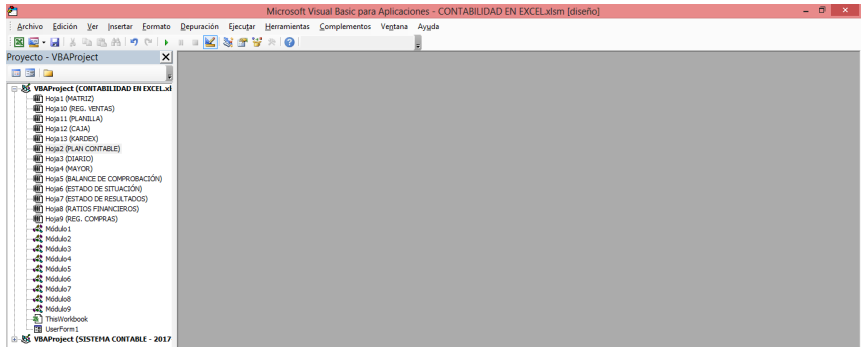 Microsoft Visual Basic para Aplicaciones - CONTABILIDAD EN EXCEL.xlsm [diseño]
Archivo Edición Ver Insertar Formato Depuración Ejecutar Herramientas Complementos Ventana Ayuda
Proyecto - VBAProject
VBAProject (CONTABILIDAD EN EXCEL.xl
Hoja1 (MATRIZ)
Hoja10 (REG. VENTAS)
Hoja11 (PLANILLA)
Hoja12 (CAJA)
Hoja13 (KARDEX)
Hoja2 (PLAN CONTABLE)
Hoja3 (DIARIO)
Hoja4 (MAYOR)
Hoja5 (BALANCE DE COMPROBACIÓN)
Hoja6 (ESTADO DE SITUACIÓN)
Hoja7 (ESTADO DE RESULTADOS)
Hoja8 (RATIOS FINANCIEROS)
Hoja9 (REG. COMPRAS)
Módulo1
Módulo2
Módulo3
Módulo4
Módulo5
Módulo6
Módulo7
Módulo8
Módulo9
ThisWorkbook
UserForm1
VBAProject (SISTEMA CONTABLE - 2017